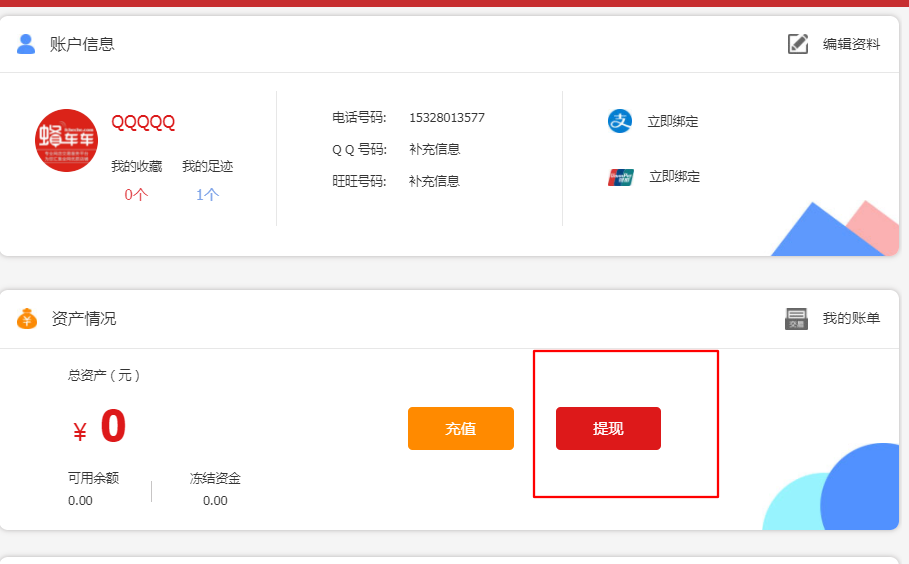 账户信息
编辑资料
蜂车车
QQQQQ
我的收藏 我的足迹
0个 1个
电话号码: 15328013577
Q Q 号码: 补充信息
旺旺号码: 补充信息
支 立即绑定
立即绑定
资产情况
交易 我的账单
总资产 ( 元 )
¥ 0
充值
提现
可用余额 冻结资金
0.00 0.00